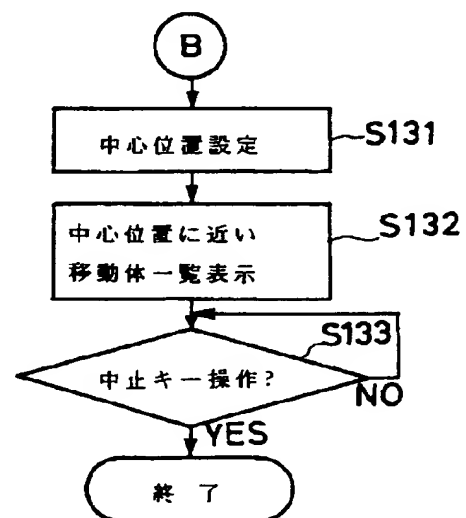 B
中心位置設定
S131
中心位置に近い
移動体一覧表示
S132
S133
中止キー操作?
NO
YES
終了